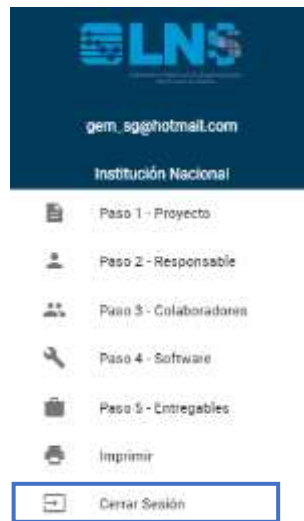 LNS
gem_sg@hotmail.com
Institución Nacional
Paso 1 - Proyecto
Paso 2 - Responsable
Paso 3 - Colaboradores
Paso 4 - Software
Paso 5 - Entregables
Imprimir
Cerrar Sesión